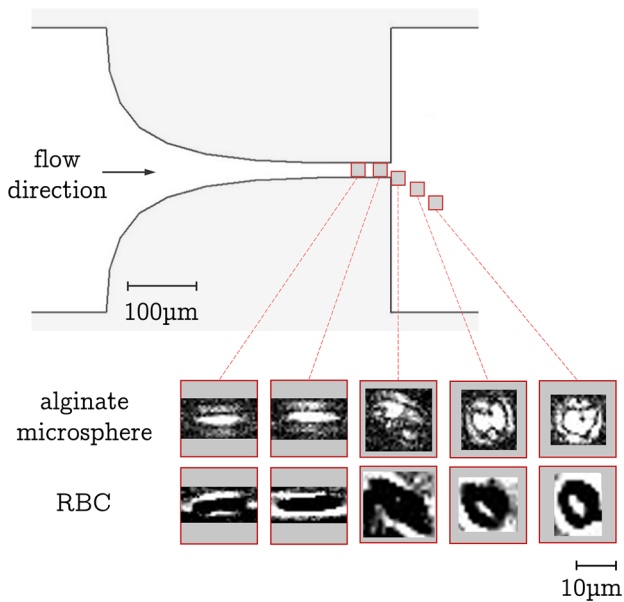 flow
direction
100µm
alginate
microsphere
RBC
10µm